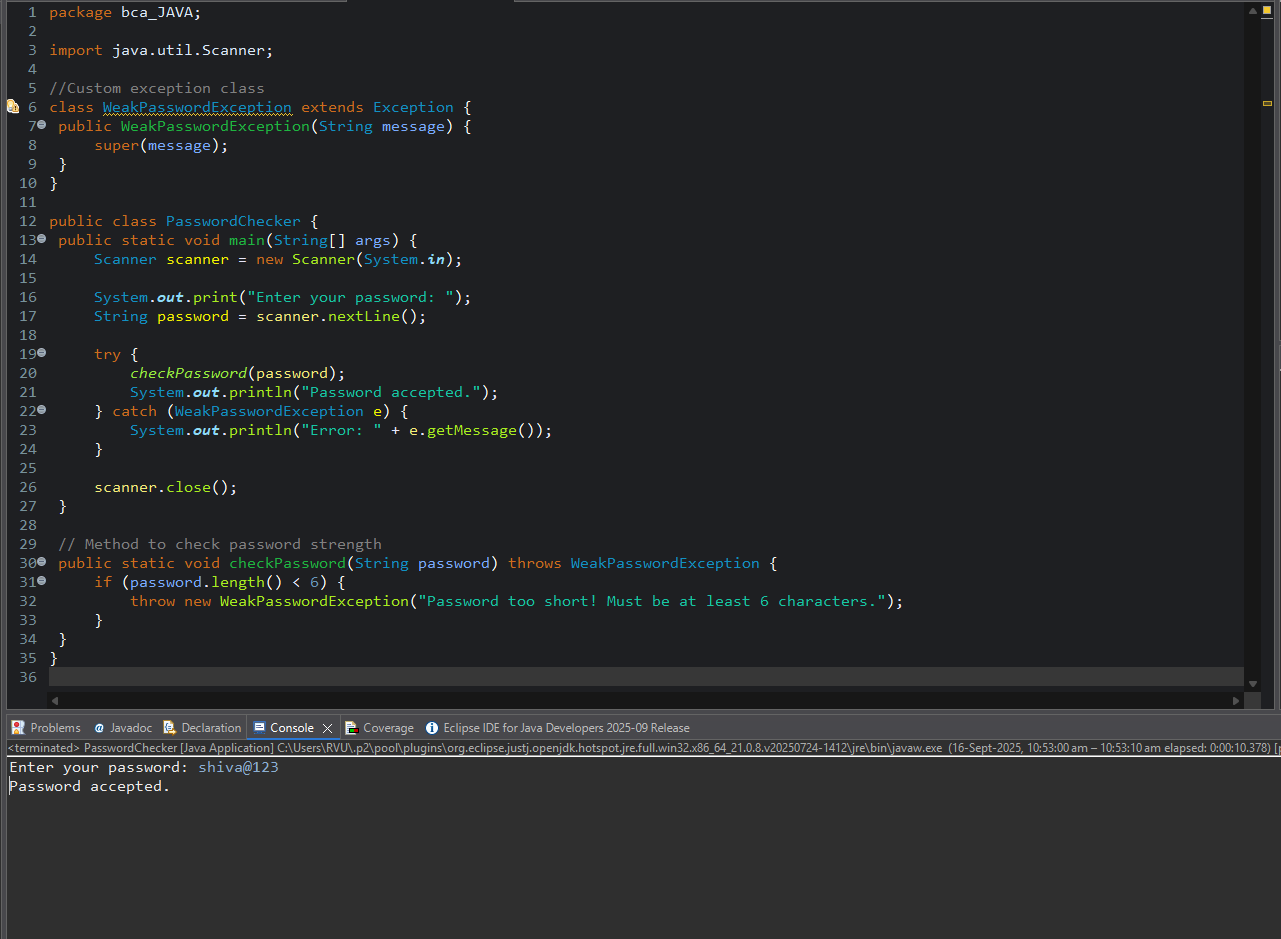 1 package bca_JAVA;
2
3 import java.util.Scanner;
4
5 //Custom exception class
6 class WeakPasswordException extends Exception {
7 public WeakPasswordException(String message) {
8 super(message);
9 }
10 }
11
12 public class PasswordChecker {
13 public static void main(String[] args) {
14 Scanner scanner = new Scanner(System.in);
15
16 System.out.print("Enter your password: ");
17 String password = scanner.nextLine();
18
19 try {
20 checkPassword(password);
21 System.out.println("Password accepted.");
22 } catch (WeakPasswordException e) {
23 System.out.println("Error: " + e.getMessage());
24 }
25
26 scanner.close();
27 }
28
29 // Method to check password strength
30 public static void checkPassword(String password) throws WeakPasswordException {
31 if (password.length() < 6) {
32 throw new WeakPasswordException("Password too short! Must be at least 6 characters.");
33 }
34 }
35 }
36
Problems @ Javadoc Declaration Console Coverage Eclipse IDE for Java Developers 2025-09 Release
<terminated> PasswordChecker [Java Application] C:\Users\RVU\.p2\pool\plugins\org.eclipse.justj.openjdk.hotspot.jre.full.win32.x86_64_21.0.8.v20250724-1412\jre\bin\javaw.exe (16-Sept-2025, 10:53:00 am – 10:53:10 am elapsed: 0:00:10.378) [p
Enter your password: shiva@123
Password accepted.